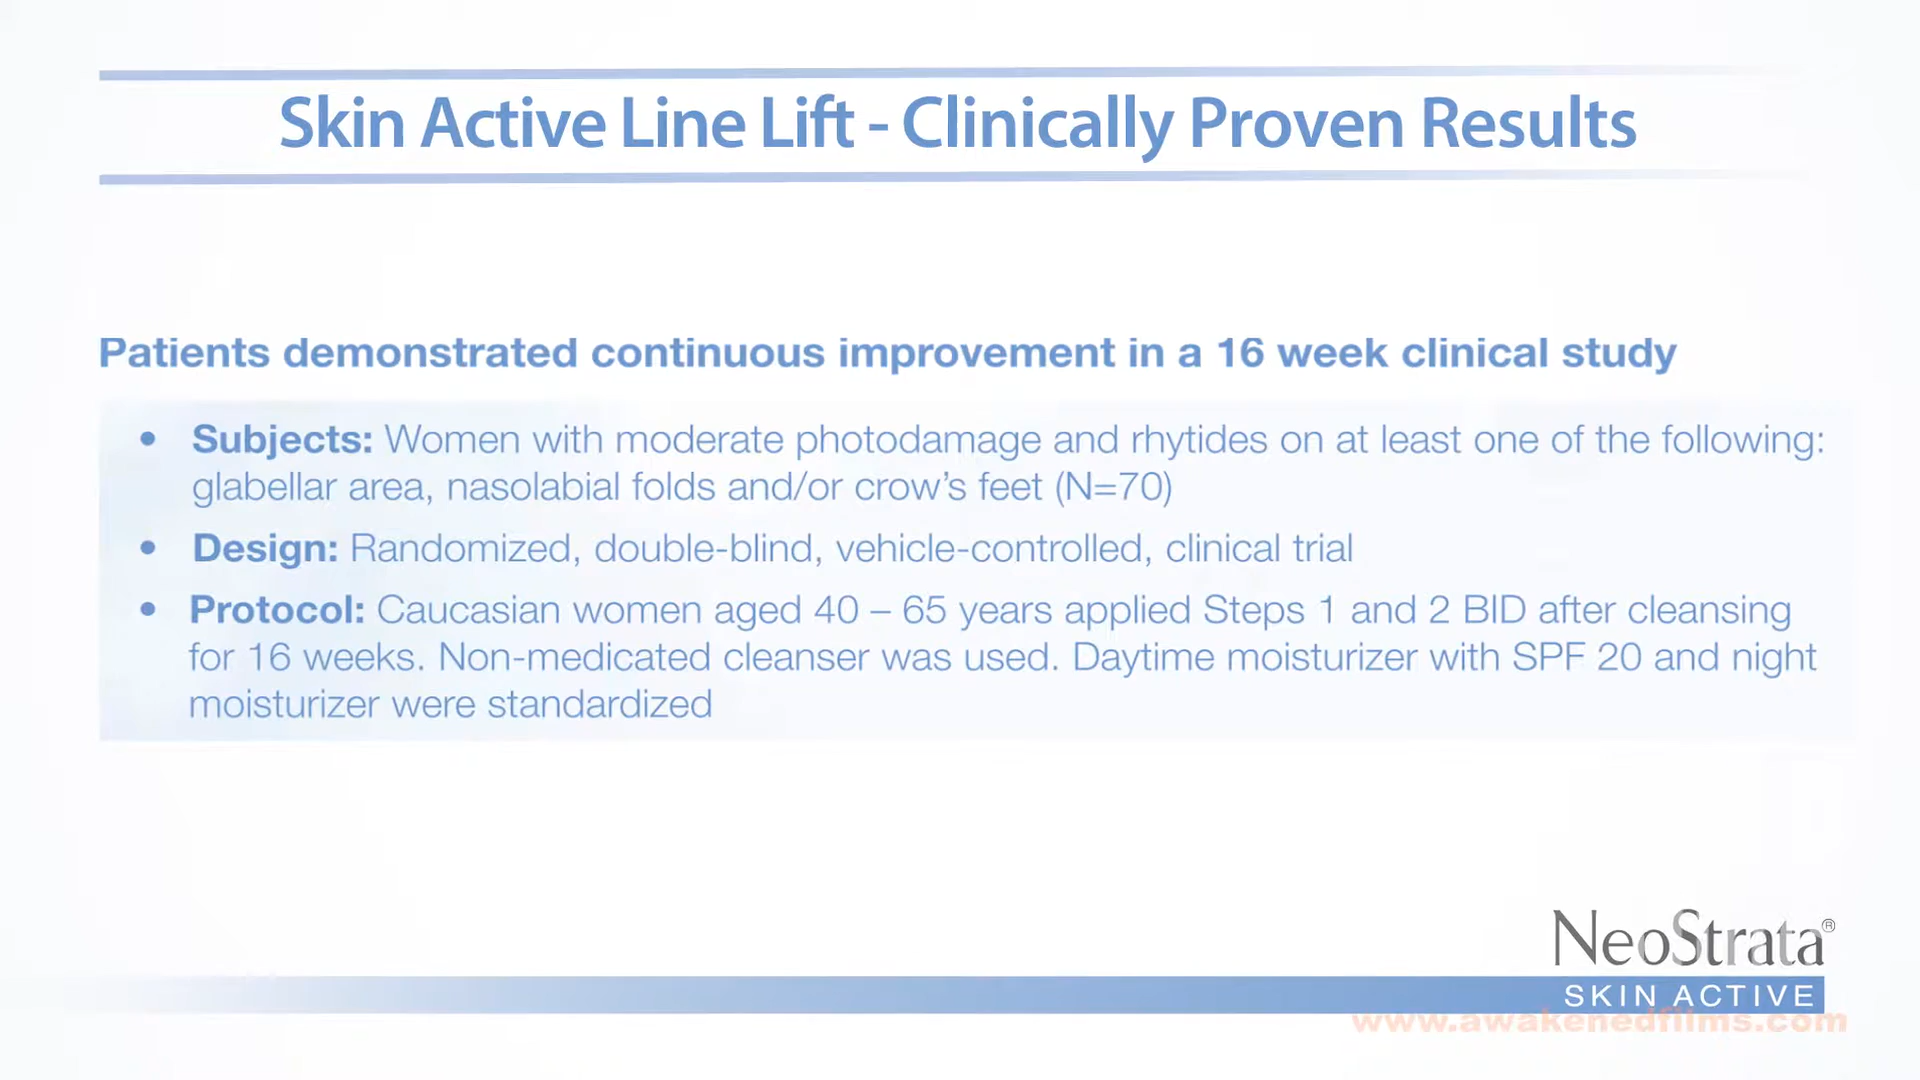 Skin Active Line Lift - Clinically Proven Results
Patients demonstrated continuous improvement in a 16 week clinical study
• Subjects: Women with moderate photodamage and rhytides on at least one of the following:
glabellar area, nasolabial folds and/or crow’s feet (N=70)
• Design: Randomized, double-blind, vehicle-controlled, clinical trial
• Protocol: Caucasian women aged 40 – 65 years applied Steps 1 and 2 BID after cleansing
for 16 weeks. Non-medicated cleanser was used. Daytime moisturizer with SPF 20 and night
moisturizer were standardized
NeoStrata®
SKIN ACTIVE
www.awakenedfilms.com